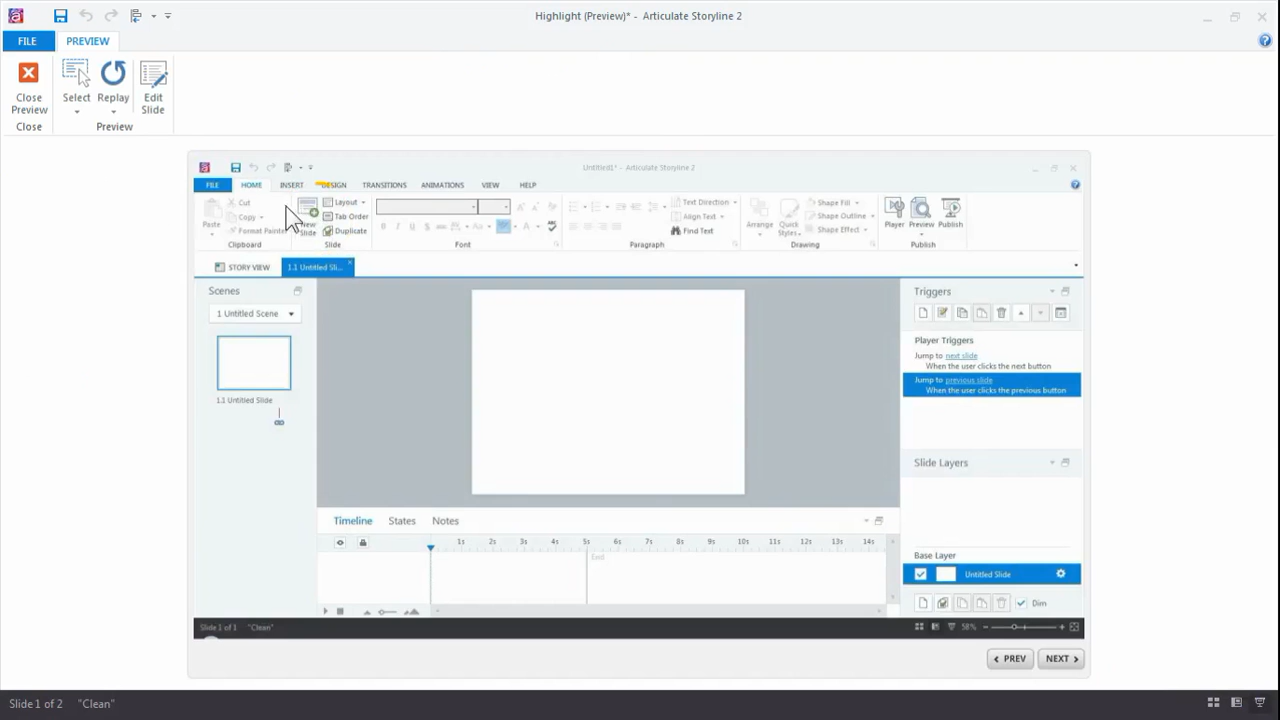 Highlight (Preview)* - Articulate Storyline 2
FILE PREVIEW
Close Preview
Select
Replay
Edit Slide
Close
Preview
Untitled1* - Articulate Storyline 2
FILE HOME INSERT DESIGN TRANSITIONS ANIMATIONS VIEW HELP
Paste
Cut
Copy
Format Painter
Clipboard
New Slide
Layout
Tab Order
Duplicate
Slide
Font
Text Direction
Align Text
Find Text
Paragraph
Arrange
Quick Styles
Shape Fill
Shape Outline
Shape Effect
Drawing
Player
Preview
Publish
Publish
STORY VIEW
1.1 Untitled Sli...
Scenes
1 Untitled Scene
1.1 Untitled Slide
Triggers
Player Triggers
Jump to next slide
When the user clicks the next button
Jump to previous slide
When the user clicks the previous button
Slide Layers
Timeline States Notes
1s 2s 3s 4s 5s 6s 7s 8s 9s 10s 11s 12s 13s 14s
End
Base Layer
Untitled Slide
Dim
Slide 1 of 1 "Clean"
58%
PREV NEXT
Slide 1 of 2 "Clean"